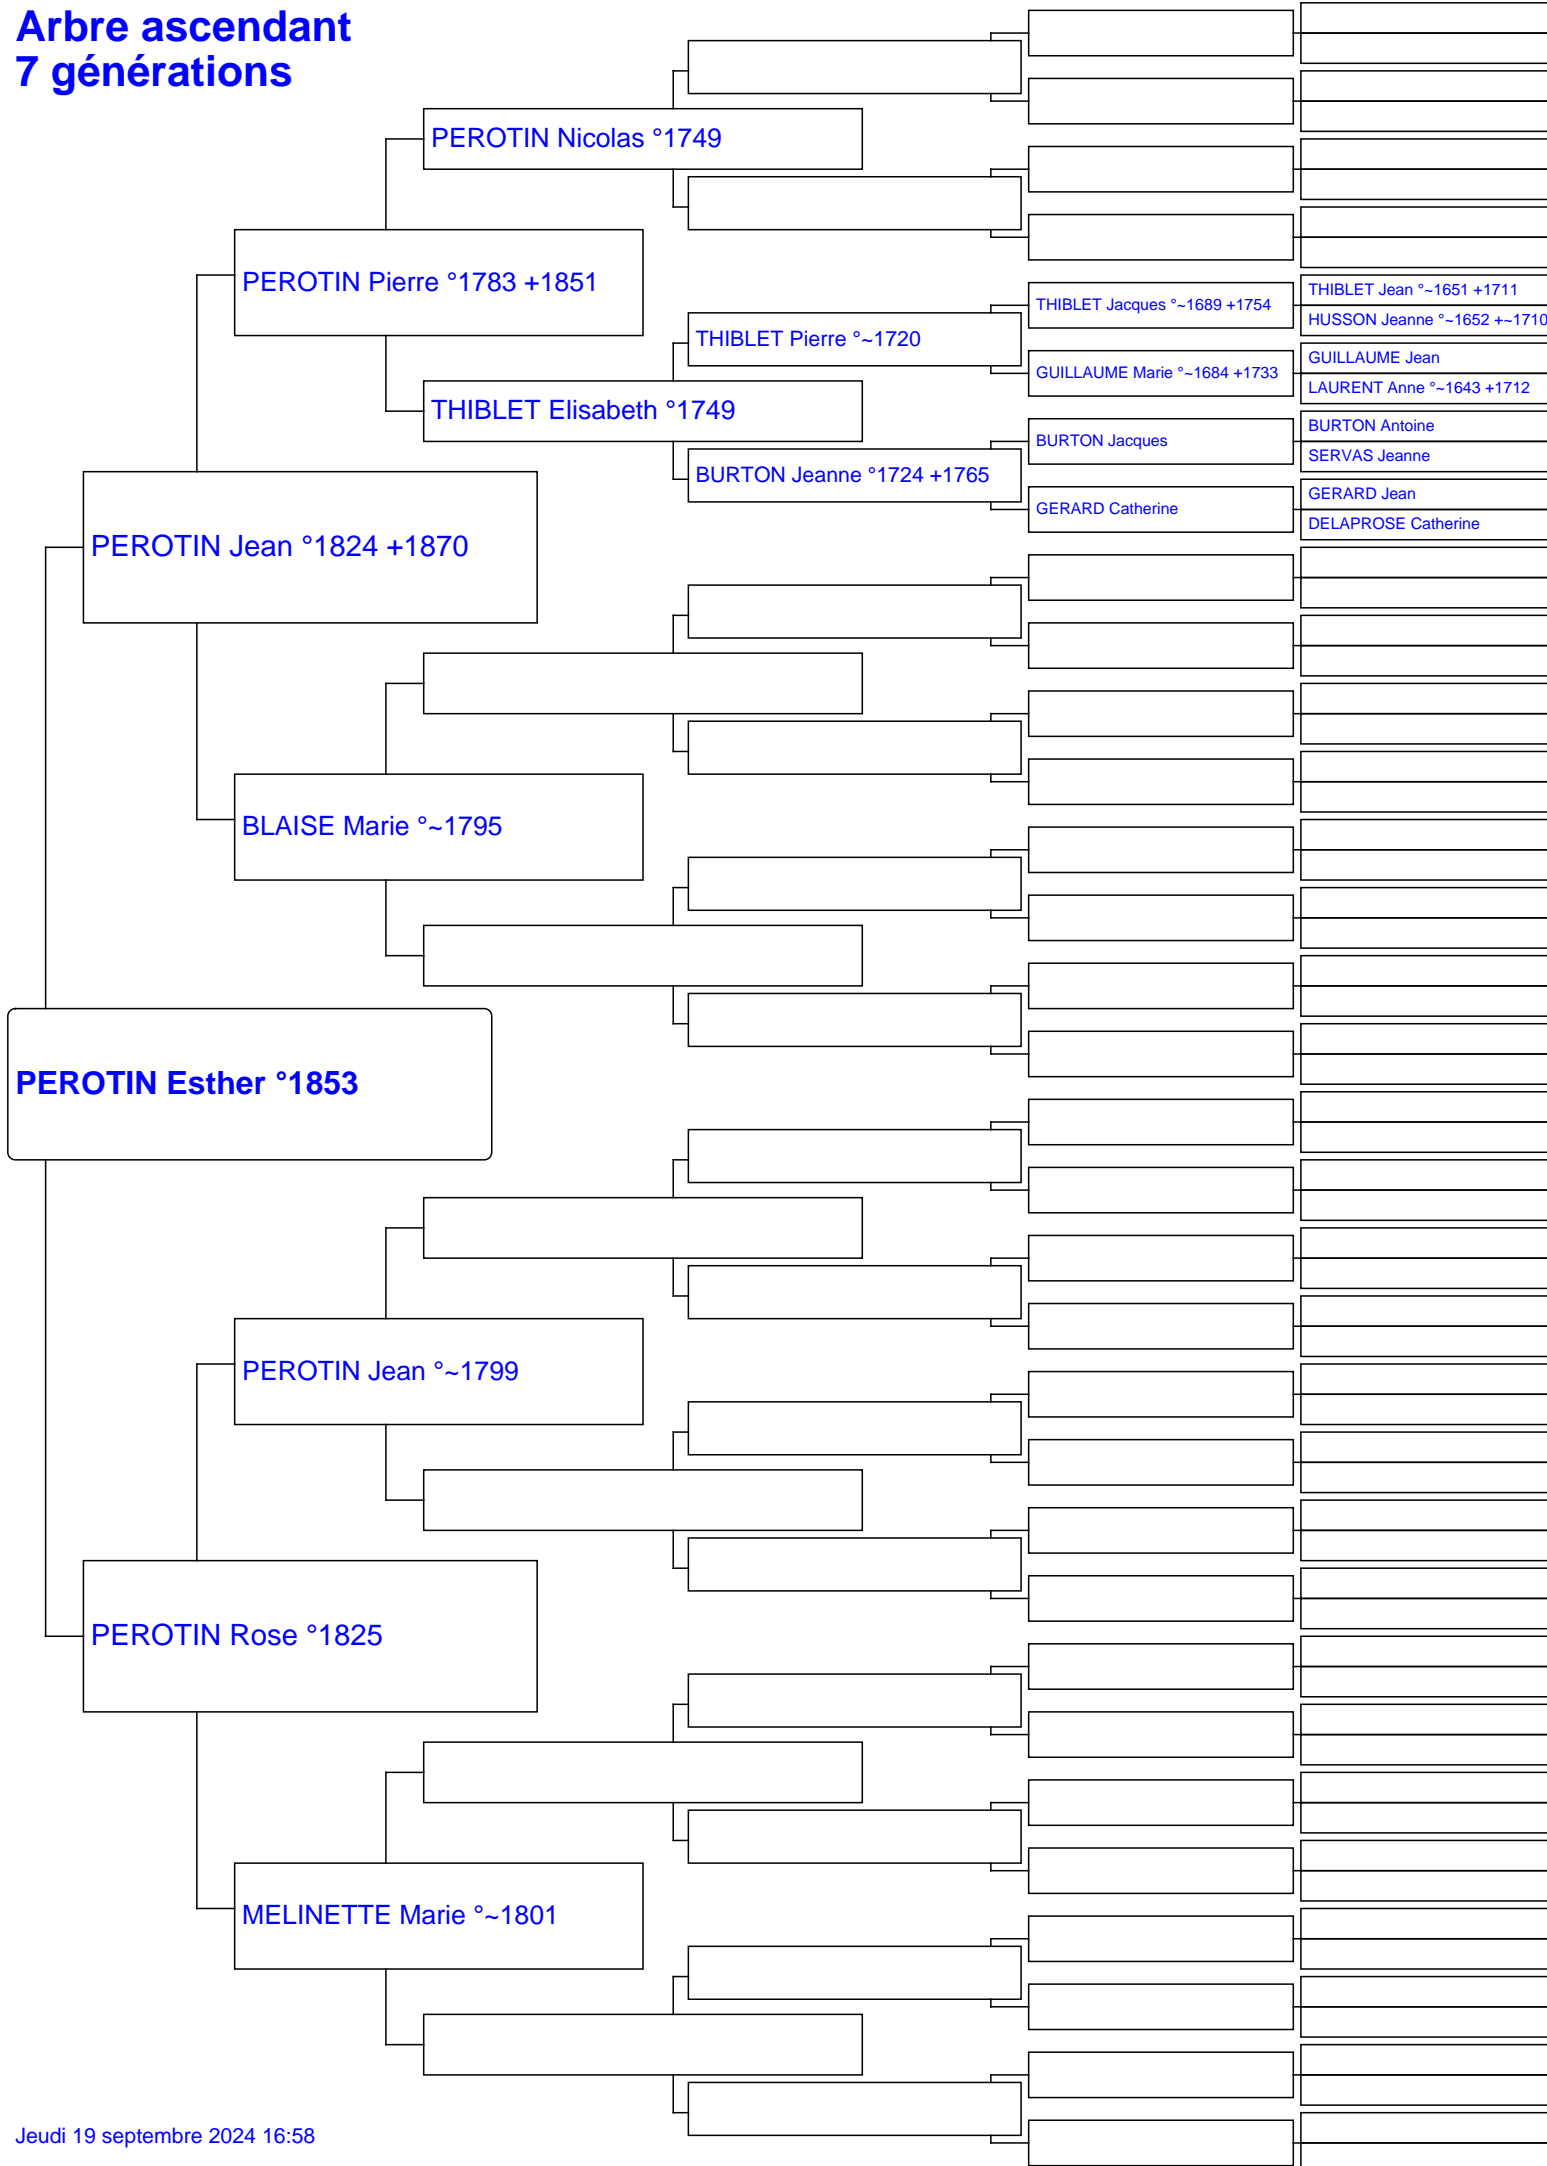 Arbre ascendant
7 générations
PEROTIN Nicolas °1749
PEROTIN Pierre °1783 +1851
THIBLET Jean °~1651 +1711
THIBLET Jacques °~1689 +1754
HUSSON Jeanne °~1652 +~1710
THIBLET Pierre °~1720
GUILLAUME Jean
GUILLAUME Marie °~1684 +1733
LAURENT Anne °~1643 +1712
THIBLET Elisabeth °1749
BURTON Antoine
BURTON Jacques
SERVAS Jeanne
BURTON Jeanne °1724 +1765
GERARD Jean
GERARD Catherine
DELAPROSE Catherine
PEROTIN Jean °1824 +1870
BLAISE Marie °~1795
PEROTIN Esther °1853
PEROTIN Jean °~1799
PEROTIN Rose °1825
MELINETTE Marie °~1801
Jeudi 19 septembre 2024 16:58